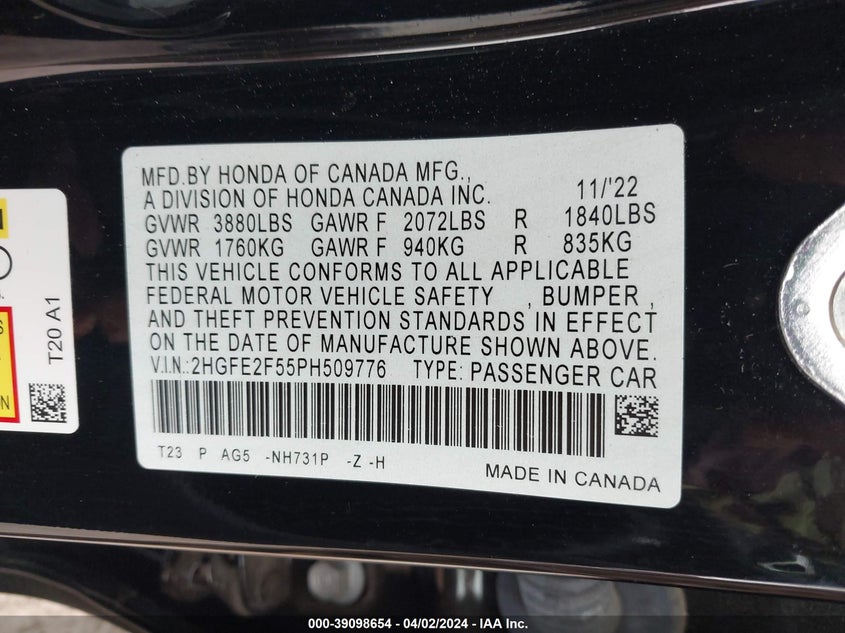 MFD.BY HONDA OF CANADA MFG.,
A DIVISION OF HONDA CANADA INC. 11/'22
GVWR 3880LBS GAWR F 2072LBS R 1840LBS
GVWR 1760KG GAWR F 940KG R 835KG
THIS VEHICLE CONFORMS TO ALL APPLICABLE
FEDERAL MOTOR VEHICLE SAFETY , BUMPER ,
AND THEFT PREVENTION STANDARDS IN EFFECT
ON THE DATE OF MANUFACTURE SHOWN ABOVE.
V.I.N.:2HGFE2F55PH509776 TYPE: PASSENGER CAR
T23 P AG5 -NH731P -Z -H
MADE IN CANADA
T20 A1
000-39098654 - 04/02/2024 - IAA Inc.